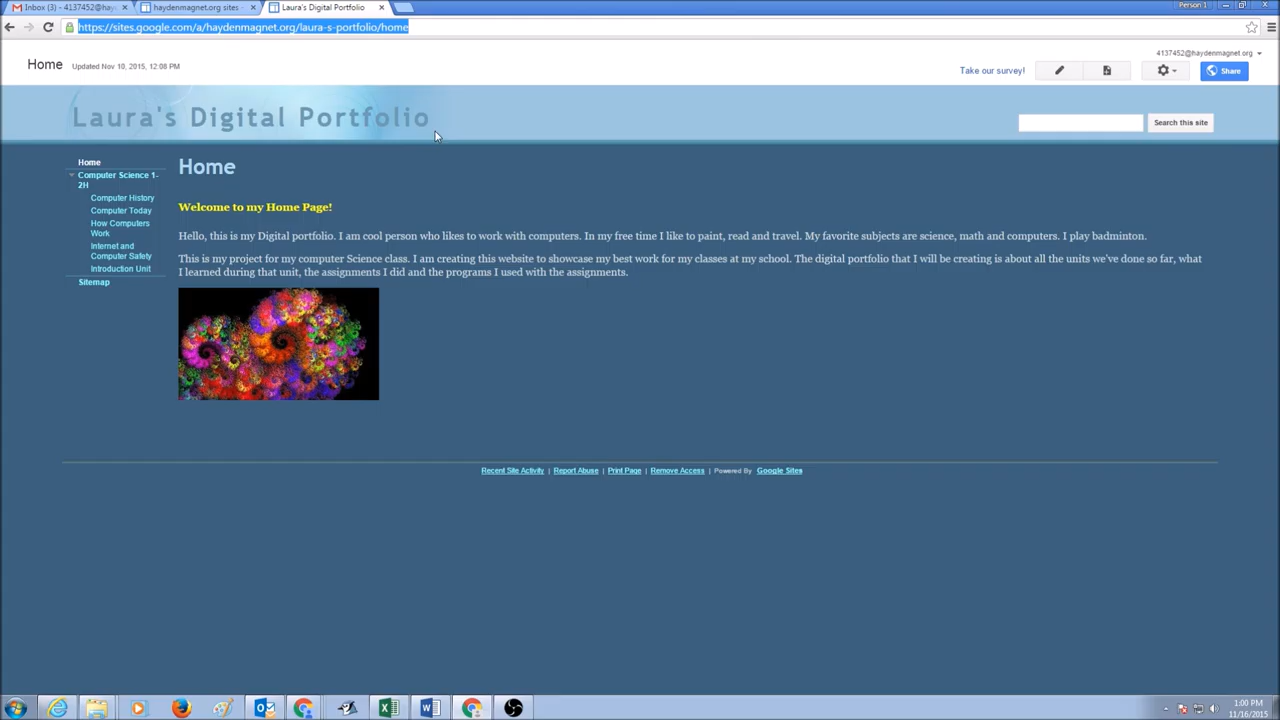 Inbox (3) - 4137452@hay
haydenmagnet.org sites -
Laura's Digital Portfolio
Person 1
https://sites.google.com/a/haydenmagnet.org/laura-s-portfolio/home
4137452@haydenmagnet.org
Home Updated Nov 10, 2015, 12:08 PM
Take our survey!
Share
Laura's Digital Portfolio
Search this site
Home
Computer Science 1-
2H
Computer History
Computer Today
How Computers
Work
Internet and
Computer Safety
Introduction Unit
Sitemap
Home
Welcome to my Home Page!
Hello, this is my Digital portfolio. I am cool person who likes to work with computers. In my free time I like to paint, read and travel. My favorite subjects are science, math and computers. I play badminton.
This is my project for my computer Science class. I am creating this website to showcase my best work for my classes at my school. The digital portfolio that I will be creating is about all the units we've done so far, what
I learned during that unit, the assignments I did and the programs I used with the assignments.
Recent Site Activity | Report Abuse | Print Page | Remove Access | Powered By Google Sites
1:00 PM
11/16/2015